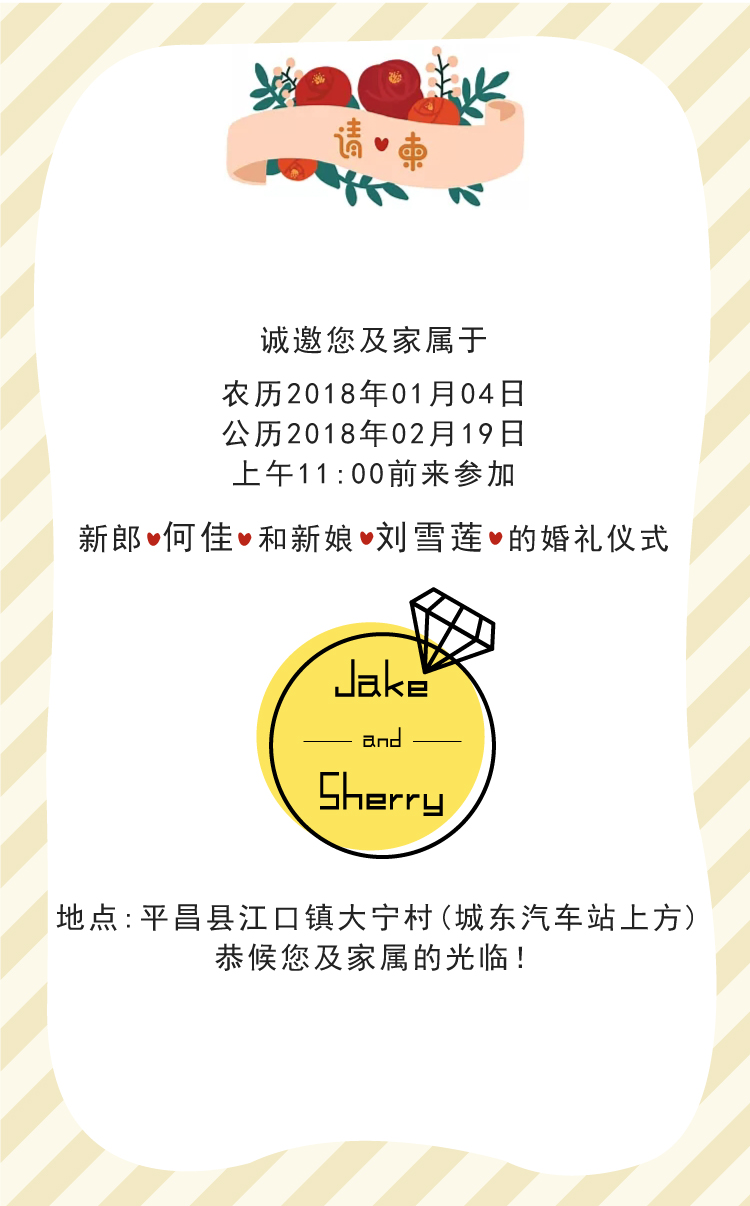 请柬
诚邀您及家属于
农历2018年01月04日
公历2018年02月19日
上午11:00前来参加
新郎何佳和新娘刘雪莲的婚礼仪式
Jake
and
Sherry
地点:平昌县江口镇大宁村(城东汽车站上方)
恭候您及家属的光临!